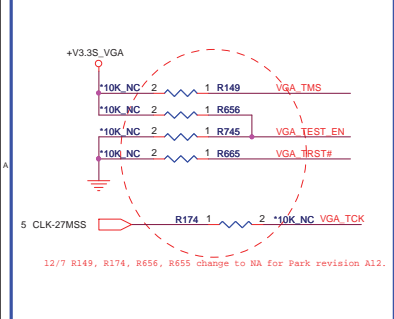 +V3.3S_VGA
*10K_NC 2 1 R149 VGA_TMS
*10K_NC 2 1 R656
*10K_NC 2 1 R745 VGA_TEST_EN
*10K_NC 2 1 R665 VGA_TRST#
A
5 CLK-27MSS R174 1 2 *10K_NC VGA_TCK
12/7 R149, R174, R656, R655 change to NA for Park revision A12.